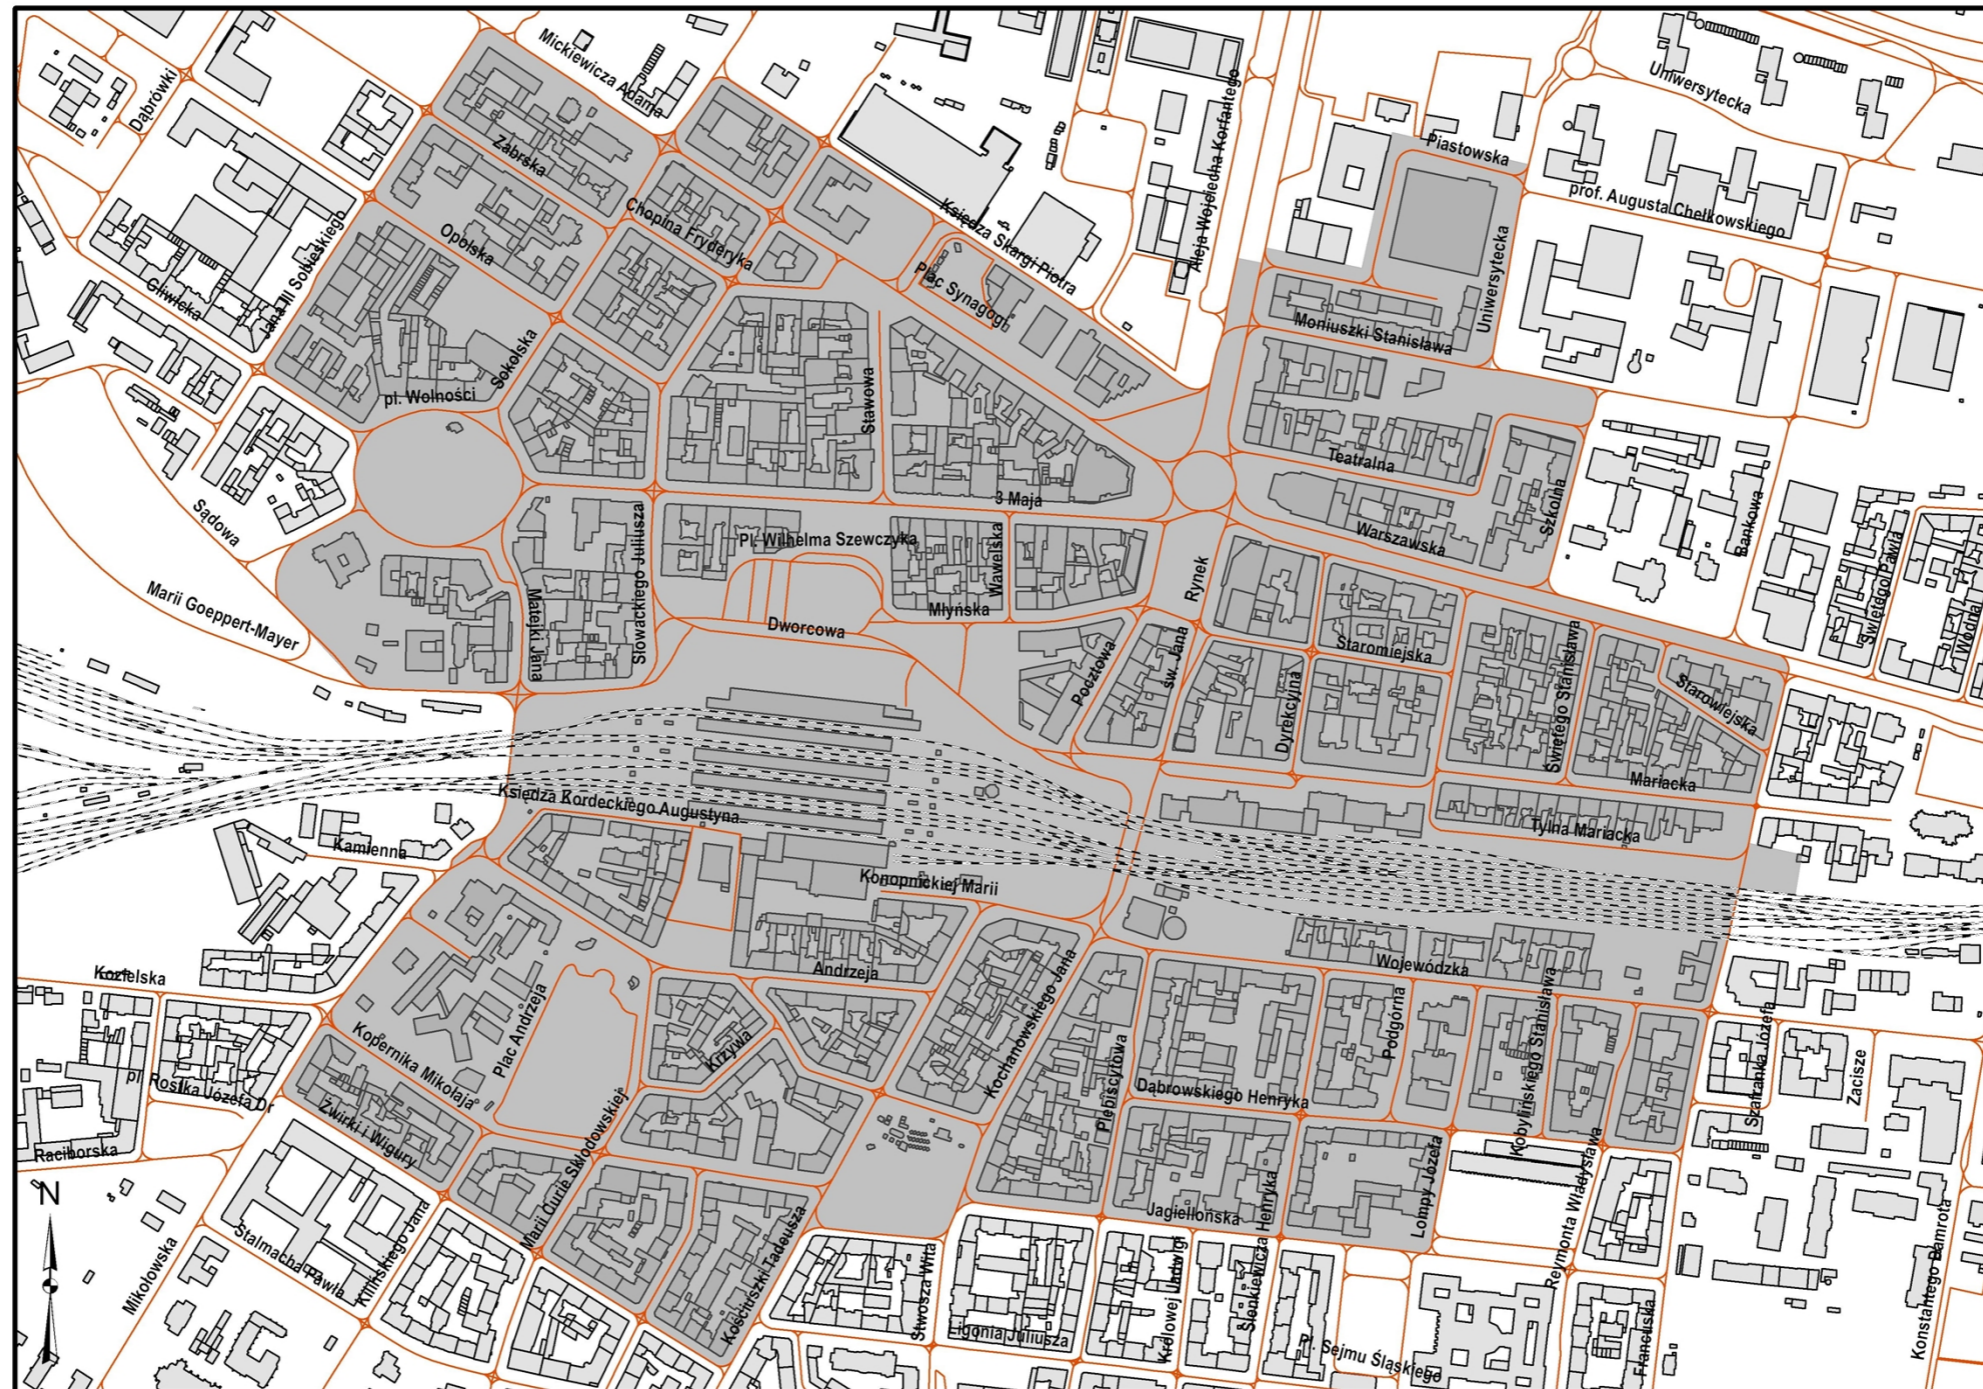 Mickiewicza Adama
Dąbrówki
Uniwersytecka
Piastowska
Zabrska
prof. Augusta Chełkowskiego
Aleja Wojciecha Korfantego
Chopina Fryderyka
Księdza Skargi Piotra
Opolska
Jana III Sobieskiego
Plac Synagogi
Gliwicka
Uniwersytecka
Moniuszki Stanisława
Sokolska
pl. Wolności
Stawowa
Teatralna
3 Maja
Szkolna
Sądowa
Bankowa
Warszawska
Słowackiego Juliusza
Pl. Wilhelma Szewczyka
Wawelska
Świętego Pawła
Rynek
Młyńska
Marii Goeppert-Mayer
Matejki Jana
Dworcowa
Wodna
Staromiejska
Pocztowa
św. Jana
Świętego Stanisława
Dyrekcyjna
Starowiejska
Mariacka
Księdza Kordeckiego Augustyna
Tylna Mariacka
Kamienna
Konopnickiej Marii
Kozielska
Andrzeja
Wojewódzka
Kochanowskiego Jana
Plac Andrzeja
Podgórna
Kobylińskiego Stanisława
Kopernika Mikołaja
Krzywa
Szafranka Józefa
Zacisze
pl. Rostka Józefa Dr
Plebiscytowa
Dąbrowskiego Henryka
Żwirki i Wigury
Raciborska
Marii Curie Skłodowskiej
Łompy Józefa
Reymonta Władysława
N
Jagiellońska
Sienkiewicza Henryka
Kościuszki Tadeusza
Stalmacha Pawła
Kilińskiego Jana
Mikołowska
Stwosza Wita
Ligonia Juliusza
Królowej Jadwigi
Pl. Sejmu Śląskiego
Francuska
Konstantego Damrota